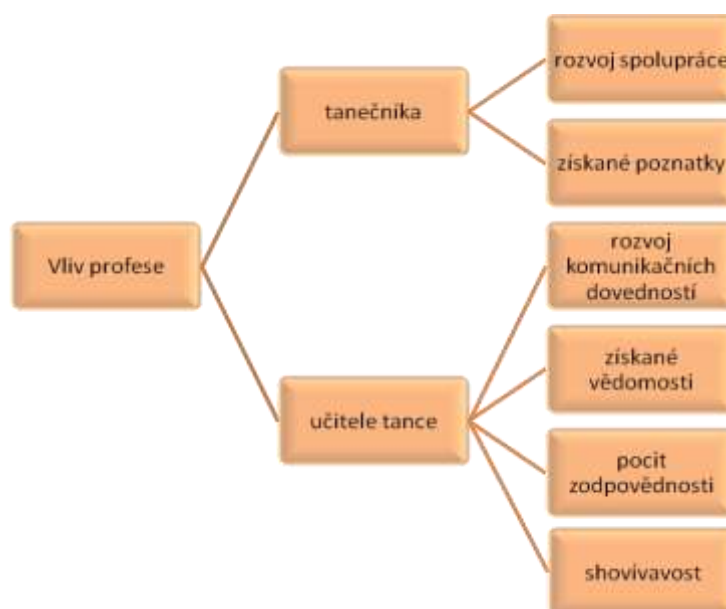 Vliv profese
tanečníka
rozvoj spolupráce
získané poznatky
učitele tance
rozvoj
komunikačních
dovedností
získané
vědomosti
pocit
zodpovědnosti
shovívavost